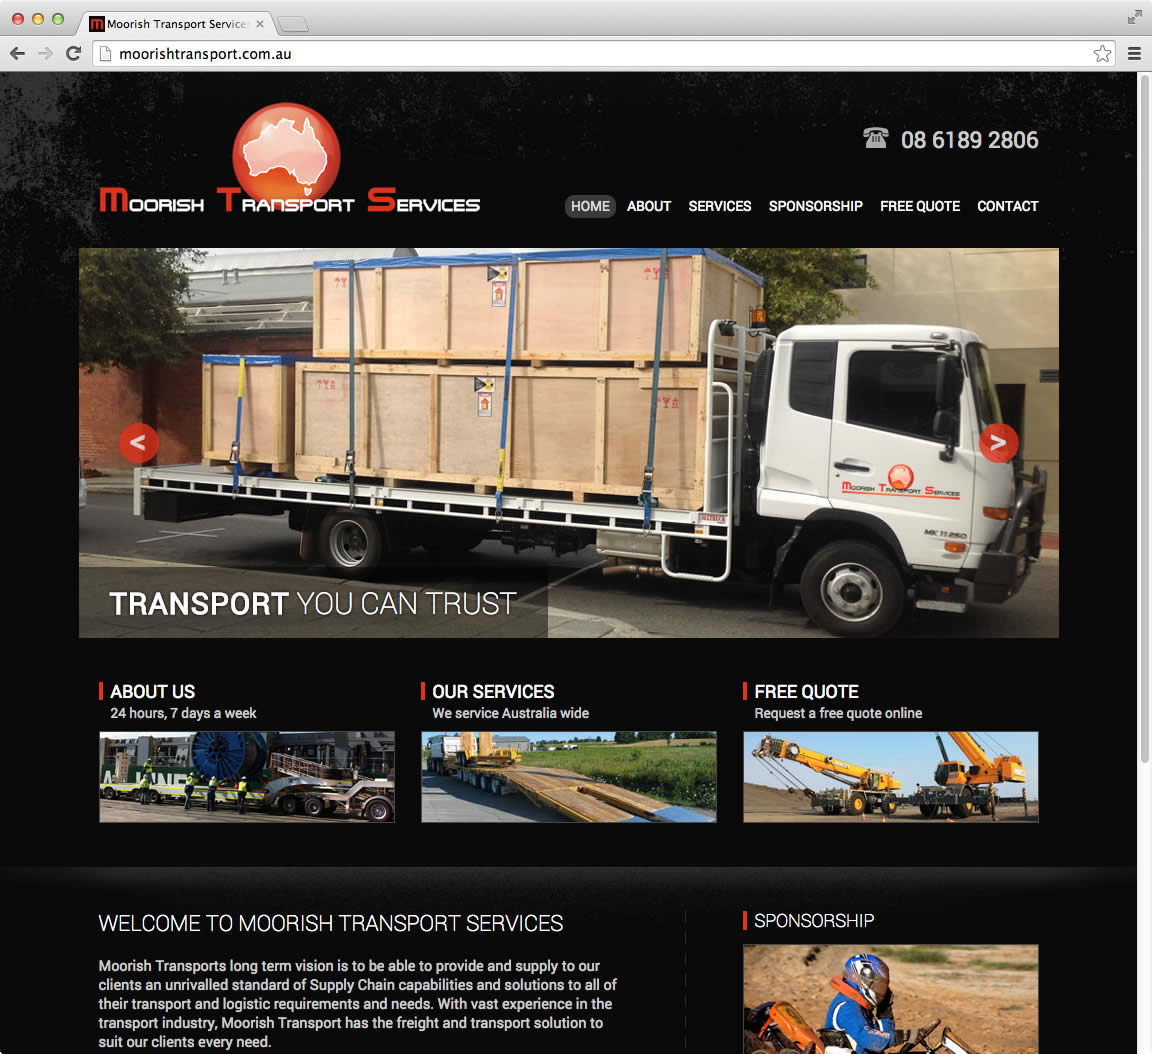 Moorish Transport Service
moorishtransport.com.au
08 6189 2806
MOORISH TRANSPORT SERVICES
HOME ABOUT SERVICES SPONSORSHIP FREE QUOTE CONTACT
MOORISH TRANSPORT SERVICES
MK 11 250
TRANSPORT YOU CAN TRUST
ABOUT US
24 hours, 7 days a week
OUR SERVICES
We service Australia wide
FREE QUOTE
Request a free quote online
WELCOME TO MOORISH TRANSPORT SERVICES
Moorish Transports long term vision is to be able to provide and supply to our
clients an unrivalled standard of Supply Chain capabilities and solutions to all of
their transport and logistic requirements and needs. With vast experience in the
transport industry, Moorish Transport has the freight and transport solution to
suit our clients every need.
SPONSORSHIP